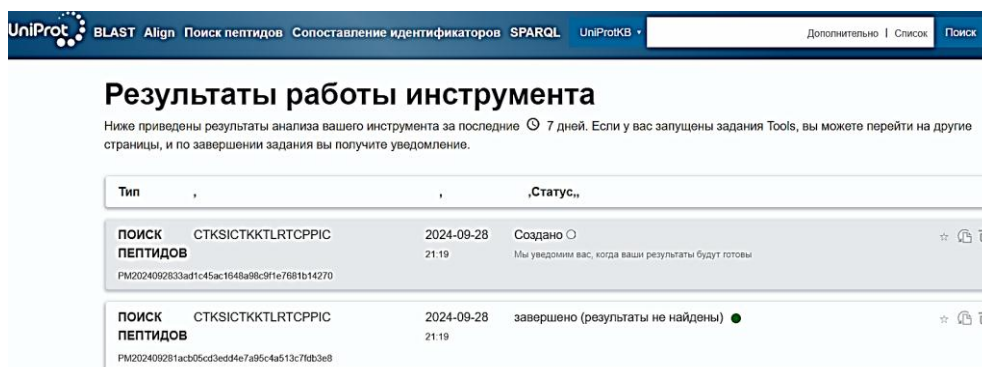 UniProt BLAST Align Поиск пептидов Сопоставление идентификаторов SPARQL UniProtKB Дополнительно | Список Поиск
Результаты работы инструмента
Ниже приведены результаты анализа вашего инструмента за последние 7 дней. Если у вас запущены задания Tools, вы можете перейти на другие
страницы, и по завершении задания вы получите уведомление.
Тип , , ,Статус,,
ПОИСК CTKSICTKKTLRTCPPIC 2024-09-28 Создано
ПЕПТИДОВ 21:19 Мы уведомим вас, когда ваши результаты будут готовы
PM2024092833ad1c45ac1648a98c9f1e7681b14270
ПОИСК CTKSICTKKTLRTCPPIC 2024-09-28 завершено (результаты не найдены)
ПЕПТИДОВ 21:19
PM202409281acb05cd3edd4e7a95c4a513c7fdb3e8